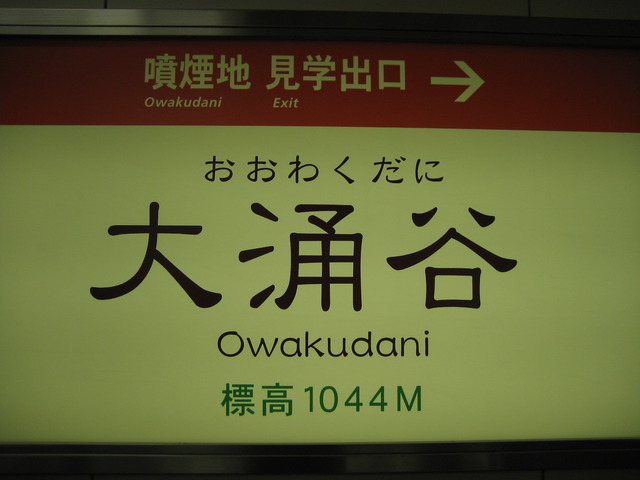 噴煙地 見学出口 →
Owakudani Exit
おおわくだに
大涌谷
Owakudani
標高1044M